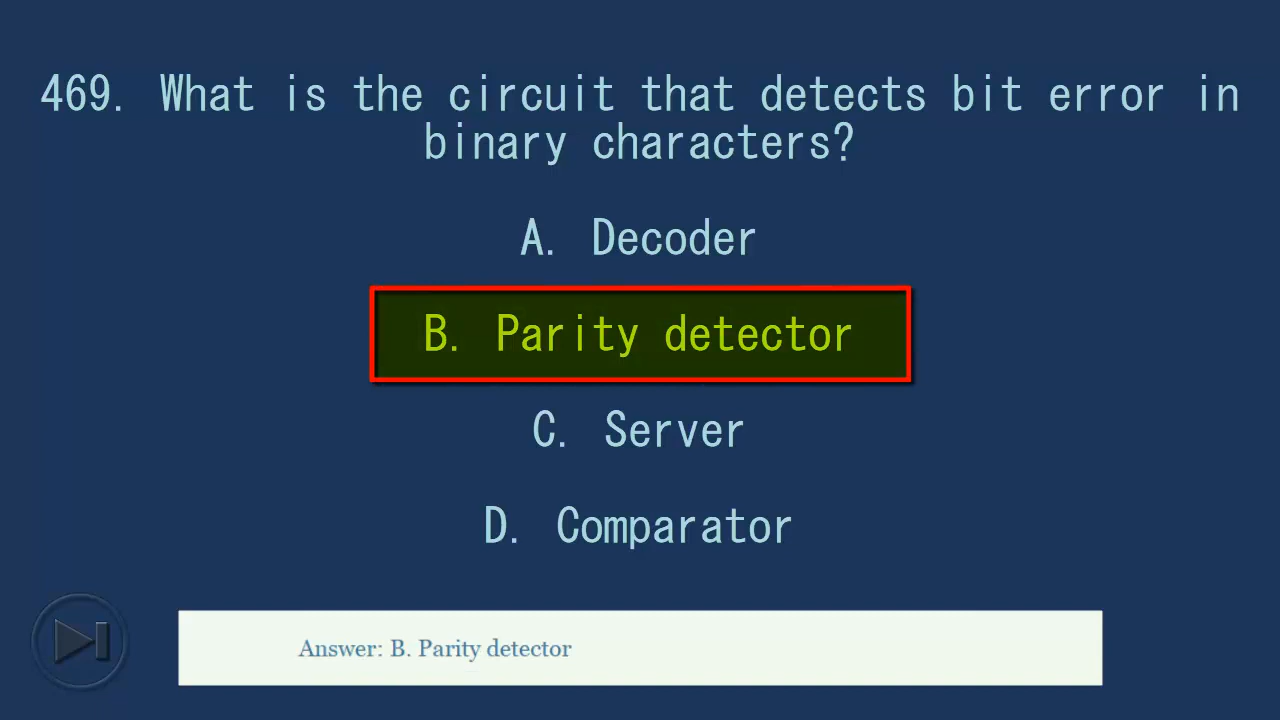 469. What is the circuit that detects bit error in
binary characters?
A. Decoder
B. Parity detector
C. Server
D. Comparator
Answer: B. Parity detector